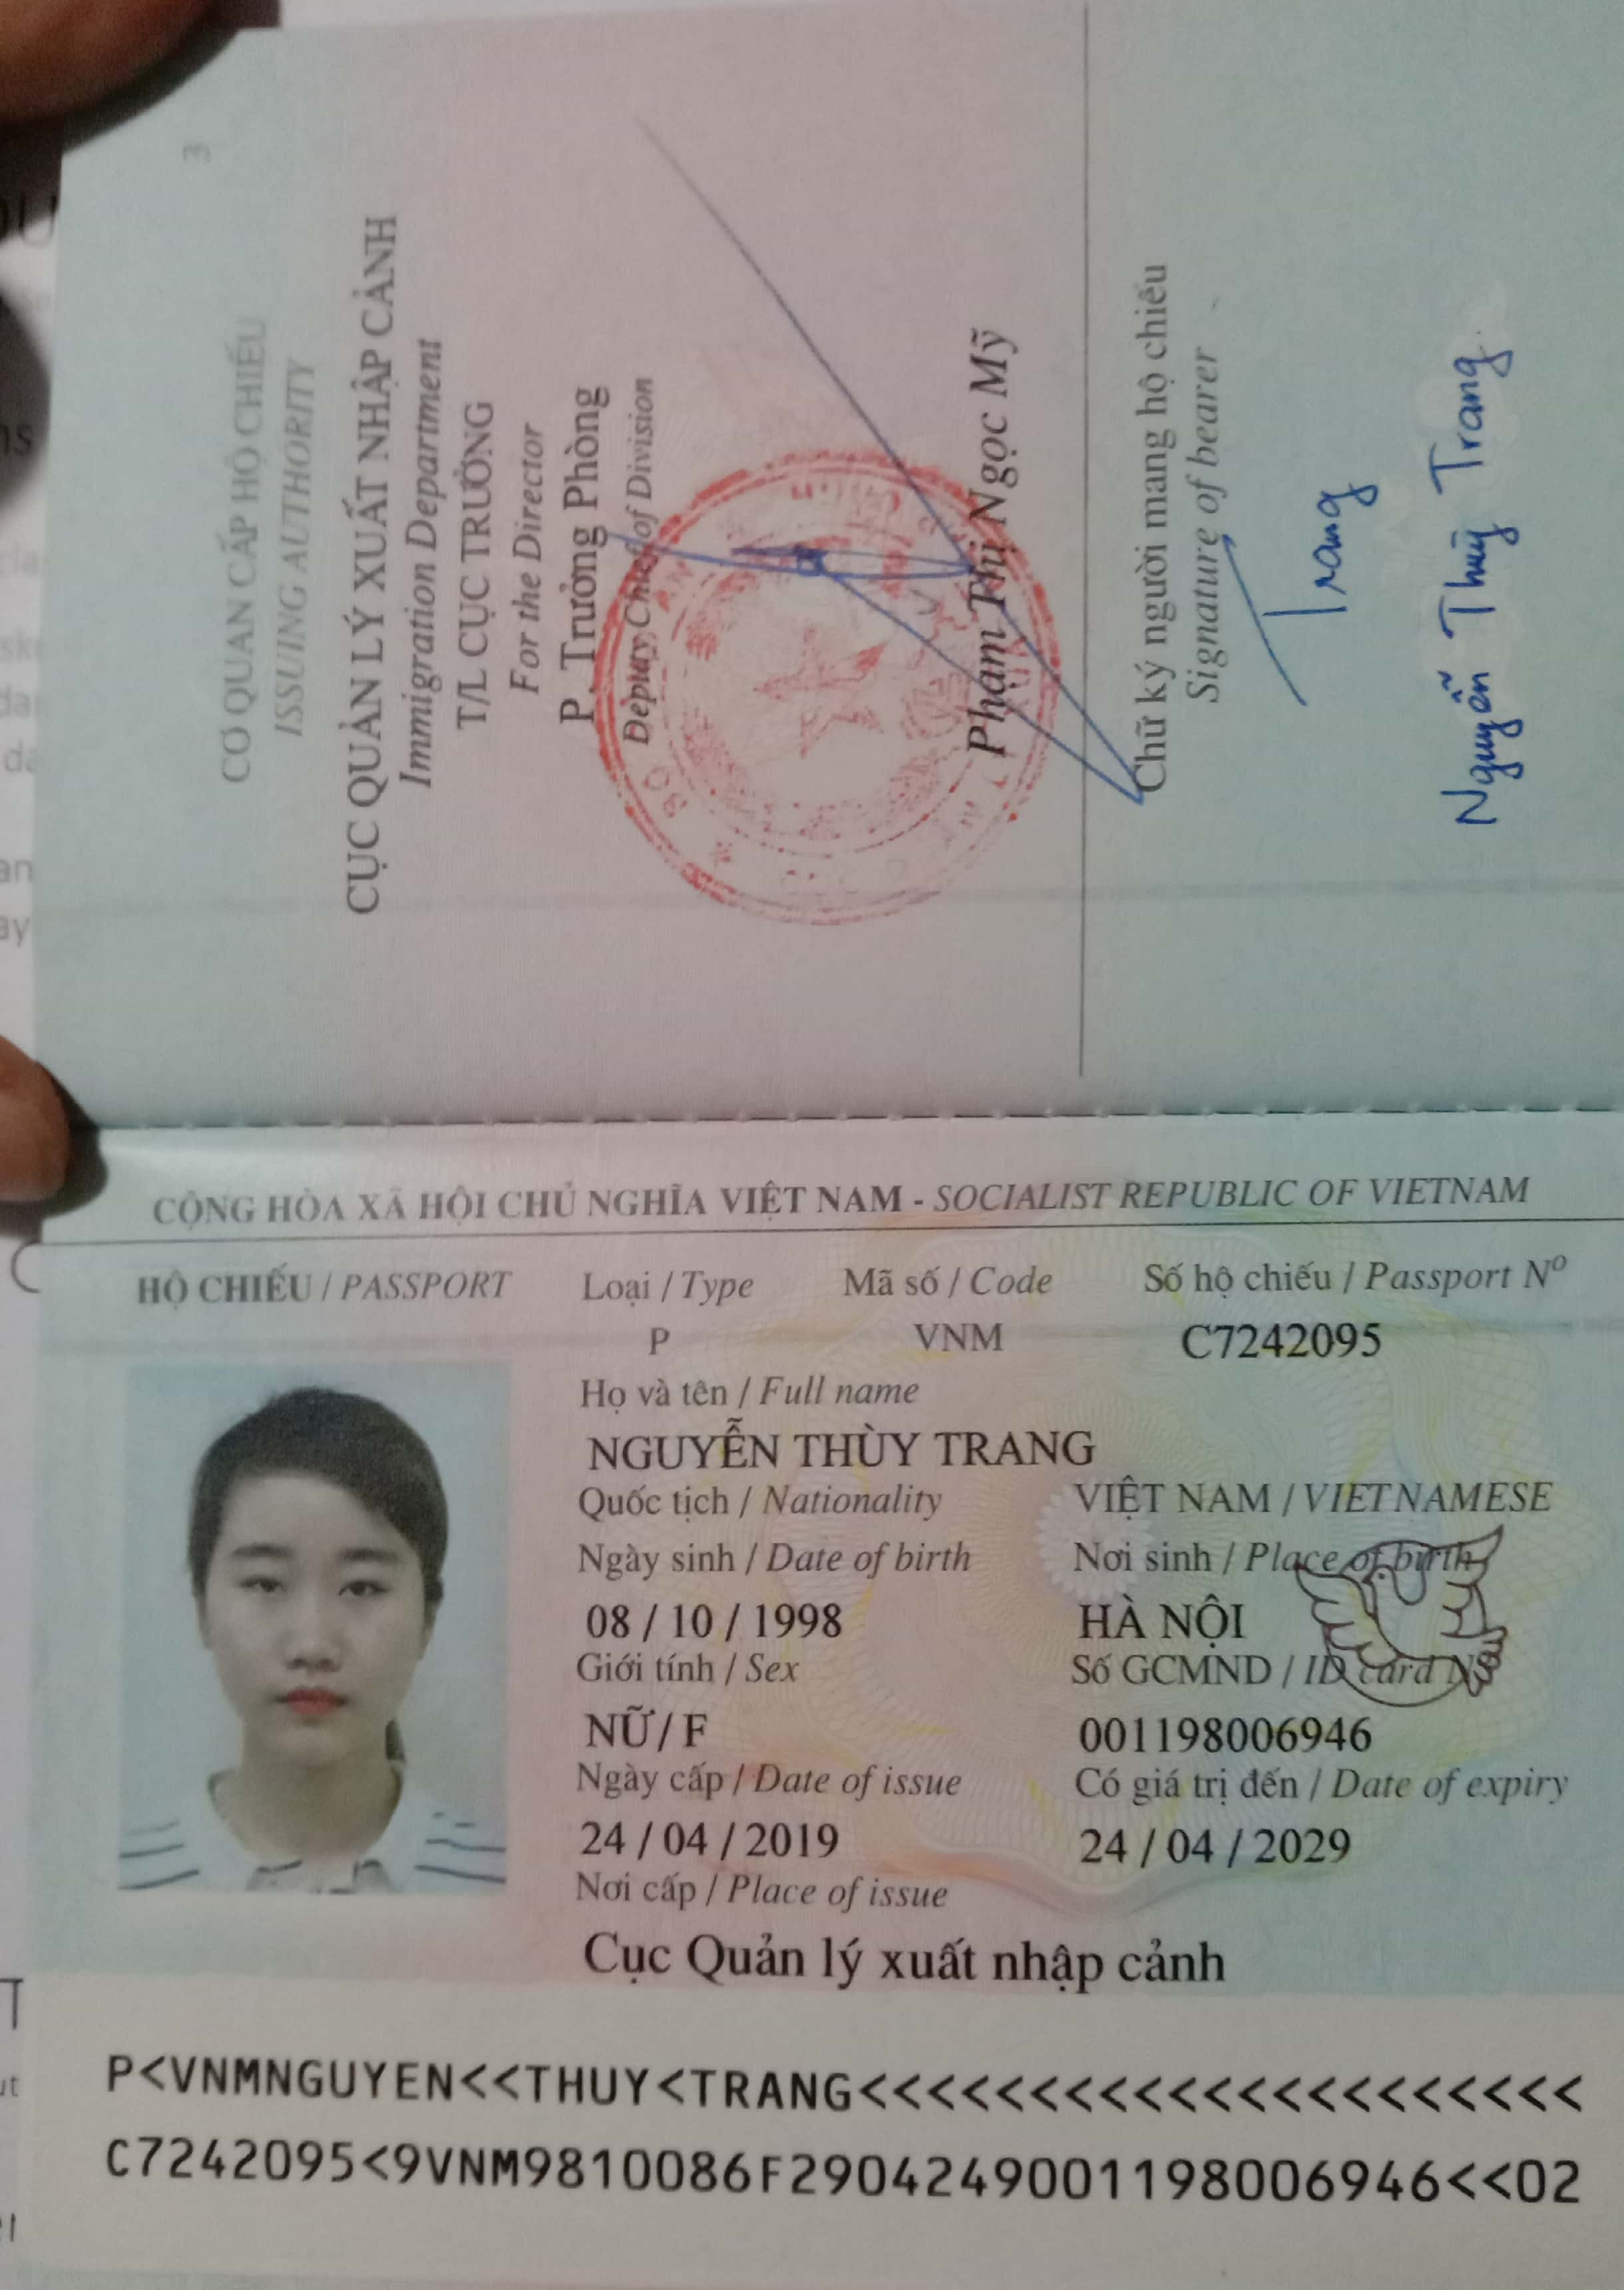 3
CƠ QUAN CẤP HỘ CHIẾU
ISSUING AUTHORITY
CỤC QUẢN LÝ XUẤT NHẬP CẢNH
Immigration Department
T/L CỤC TRƯỞNG
For the Director
P. Trưởng Phòng
Deputy Chief of Division
Phạm Thị Ngọc Mỹ
Chữ ký người mang hộ chiếu
Signature of bearer
Trang
Nguyễn Thùy Trang
CỘNG HÒA XÃ HỘI CHỦ NGHĨA VIỆT NAM - SOCIALIST REPUBLIC OF VIETNAM
HỘ CHIẾU / PASSPORT Loại / Type Mã số / Code Số hộ chiếu / Passport Nº
P VNM C7242095
Họ và tên / Full name
NGUYỄN THÙY TRANG
Quốc tịch / Nationality VIỆT NAM / VIETNAMESE
Ngày sinh / Date of birth Nơi sinh / Place of birth
08 / 10 / 1998 HÀ NỘI
Giới tính / Sex Số GCMND / ID card Nº
NỮ / F 001198006946
Ngày cấp / Date of issue Có giá trị đến / Date of expiry
24 / 04 / 2019 24 / 04 / 2029
Nơi cấp / Place of issue
Cục Quản lý xuất nhập cảnh
P<VNMNGUYEN<<THUY<TRANG<<<<<<<<<<<<<<<<<<<<<
C7242095<9VNM9810086F2904249001198006946<<02